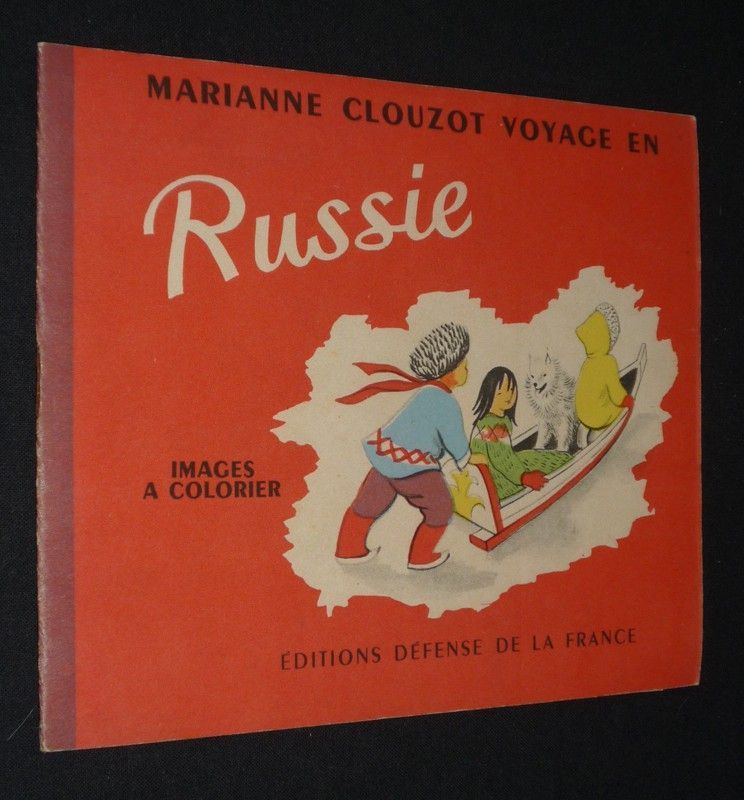 MARIANNE CLOUZOT VOYAGE EN
Russie
IMAGES
A COLORIER
ÉDITIONS DÉFENSE DE LA FRANCE